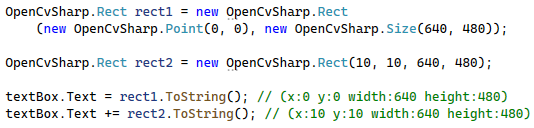 OpenCvSharp.Rect rect1 = new OpenCvSharp.Rect
(new OpenCvSharp.Point(0, 0), new OpenCvSharp.Size(640, 480));
OpenCvSharp.Rect rect2 = new OpenCvSharp.Rect(10, 10, 640, 480);
textBox.Text = rect1.ToString(); // (x:0 y:0 width:640 height:480)
textBox.Text += rect2.ToString(); // (x:10 y:10 width:640 height:480)